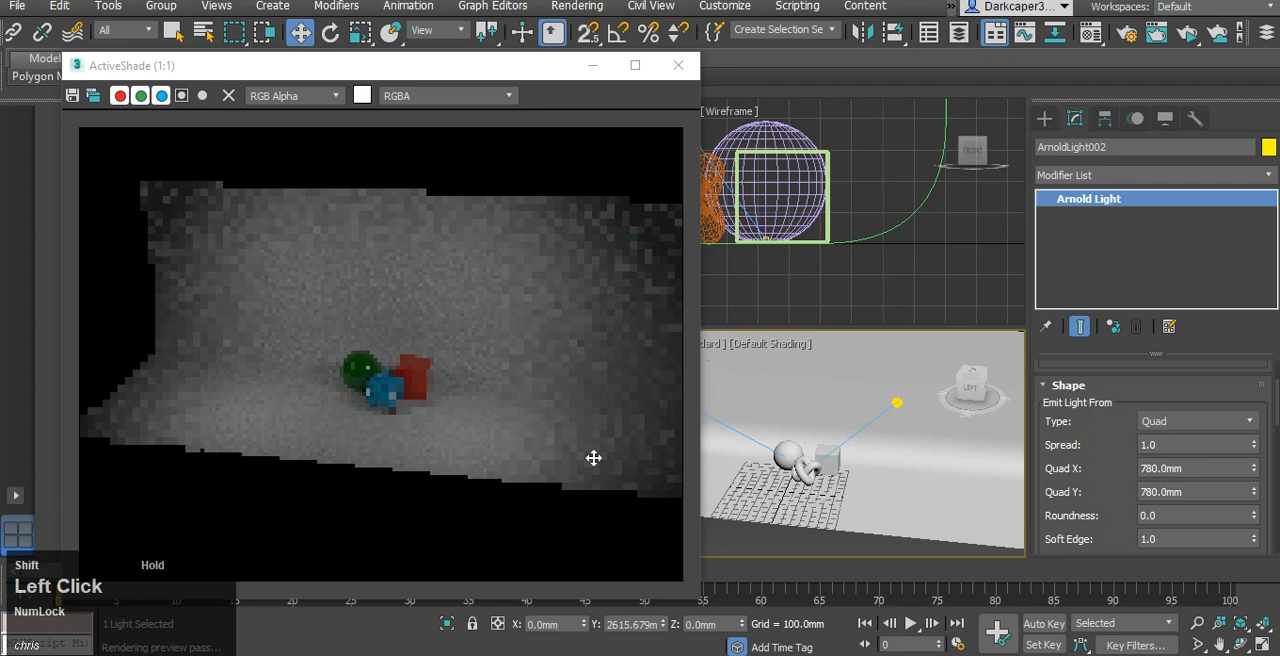 File Edit Tools Group Views Create Modifiers Animation Graph Editors Rendering Civil View Customize Scripting Content » Darkcaper3... Workspaces: Default
All View Create Selection Se
Mode
Polygon M
3 ActiveShade (1:1)
RGB Alpha RGBA
[Wireframe ]
FRONT
ArnoldLight002
Modifier List
Arnold Light
dard ] [Default Shading ]
LEFT
Shape
Emit Light From
Type: Quad
Spread: 1.0
Quad X: 780.0mm
Quad Y: 780.0mm
Roundness: 0.0
Soft Edge: 1.0
Shift Hold
Left Click
NumLock
chris
20 25 30 35 40 45 50 55 60 65 70 75 80 85 90 95 100
1 Light Selected X: 0.0mm Y: 2615.679m Z: 0.0mm Grid = 100.0mm Auto Key Selected
Rendering preview pass... Add Time Tag 0 Set Key Key Filters...